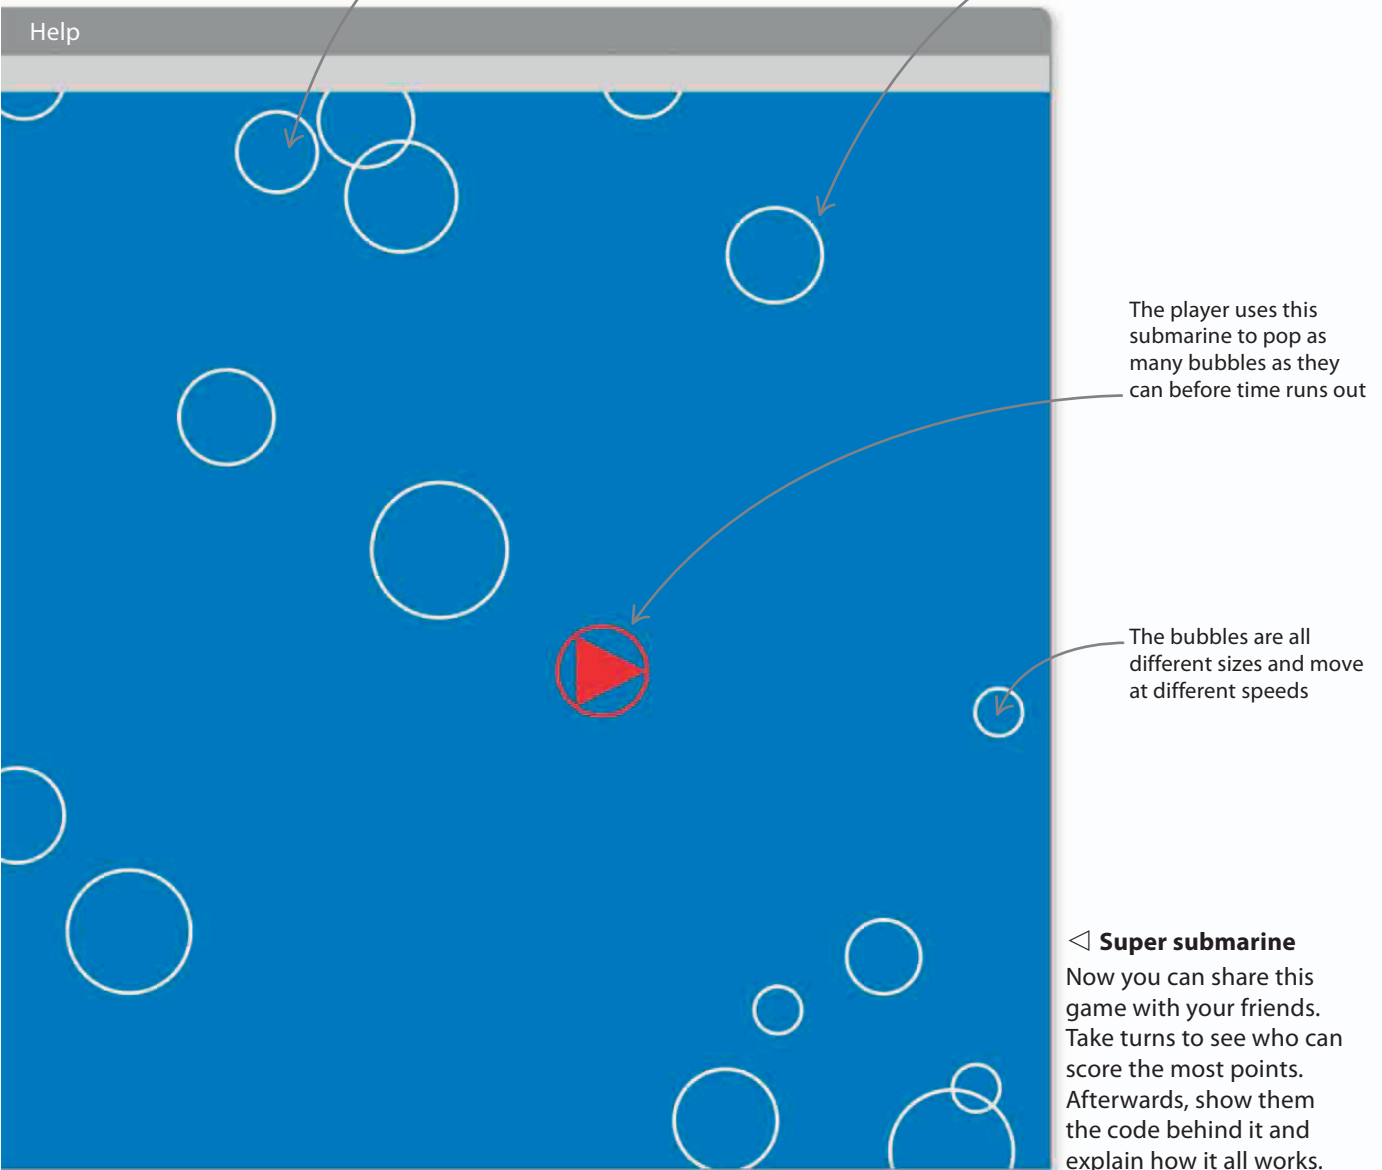 Help
The player uses this
submarine to pop as
many bubbles as they
can before time runs out
The bubbles are all
different sizes and move
at different speeds
◁ Super submarine
Now you can share this
game with your friends.
Take turns to see who can
score the most points.
Afterwards, show them
the code behind it and
explain how it all works.